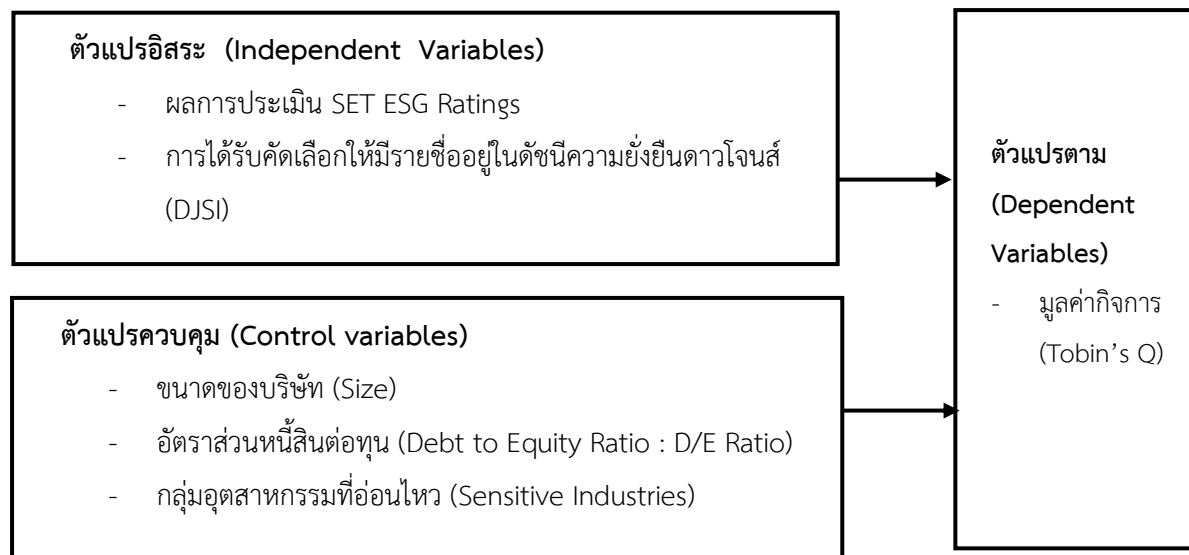 ตัวแปรอิสระ (Independent Variables)
- ผลการประเมิน SET ESG Ratings
- การได้รับคัดเลือกให้มีรายชื่ออยู่ในดัชนีความยั่งยืนดาวโจนส์
(DJSI)
ตัวแปรควบคุม (Control variables)
- ขนาดของบริษัท (Size)
- อัตราส่วนหนี้สินต่อทุน (Debt to Equity Ratio : D/E Ratio)
- กลุ่มอุตสาหกรรมที่อ่อนไหว (Sensitive Industries)
ตัวแปรตาม
(Dependent
Variables)
- มูลค่ากิจการ
(Tobin’s Q)